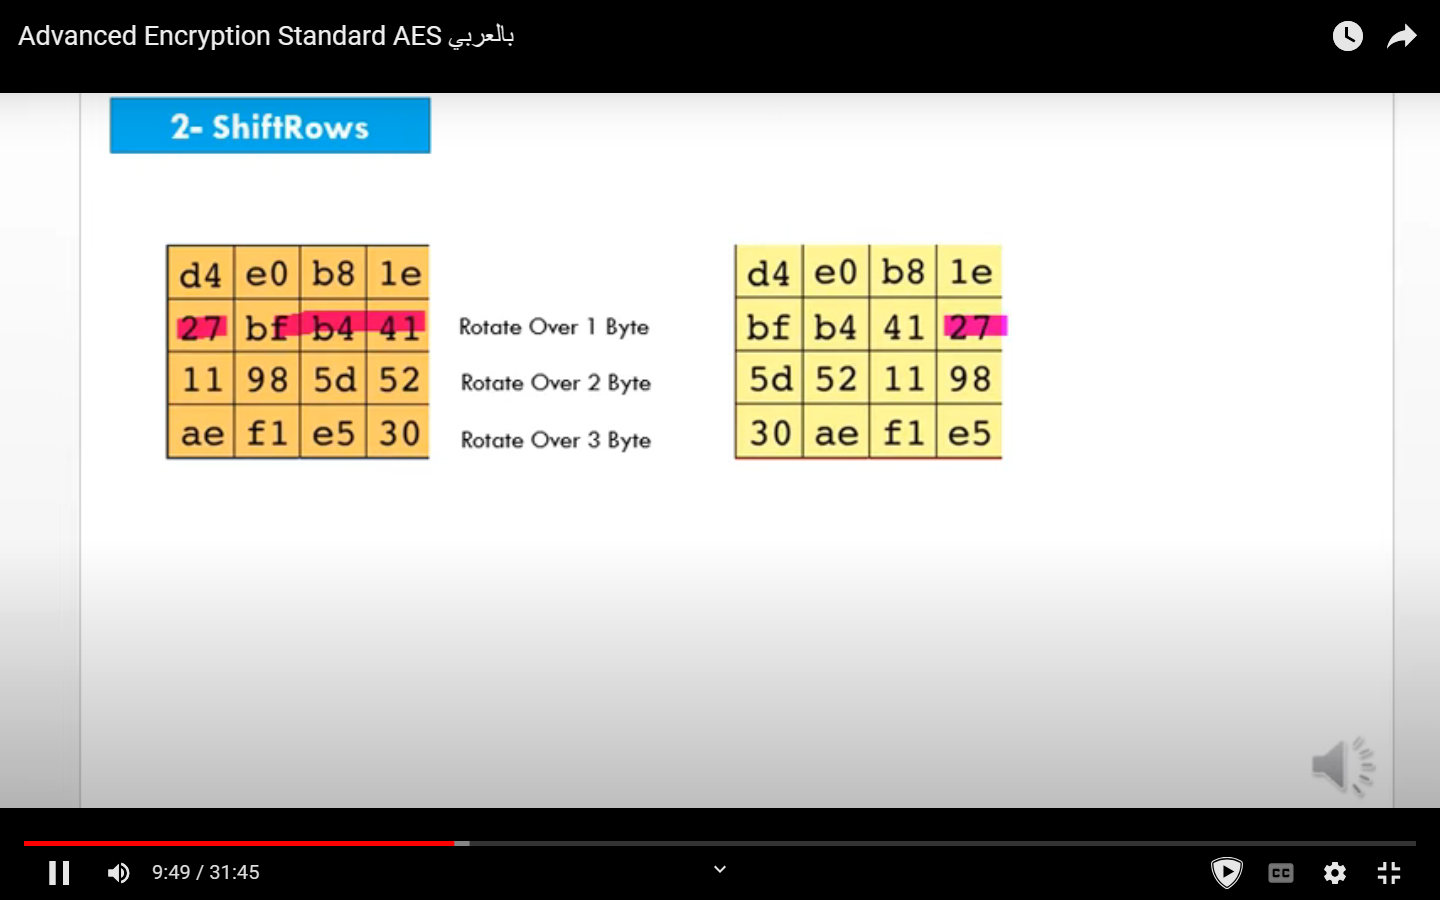 Advanced Encryption Standard AES بالعربي
2- ShiftRows
d4 e0 b8 1e
27 bf b4 41
11 98 5d 52
ae f1 e5 30
Rotate Over 1 Byte
Rotate Over 2 Byte
Rotate Over 3 Byte
d4 e0 b8 1e
bf b4 41 27
5d 52 11 98
30 ae f1 e5
9:49 / 31:45
CC